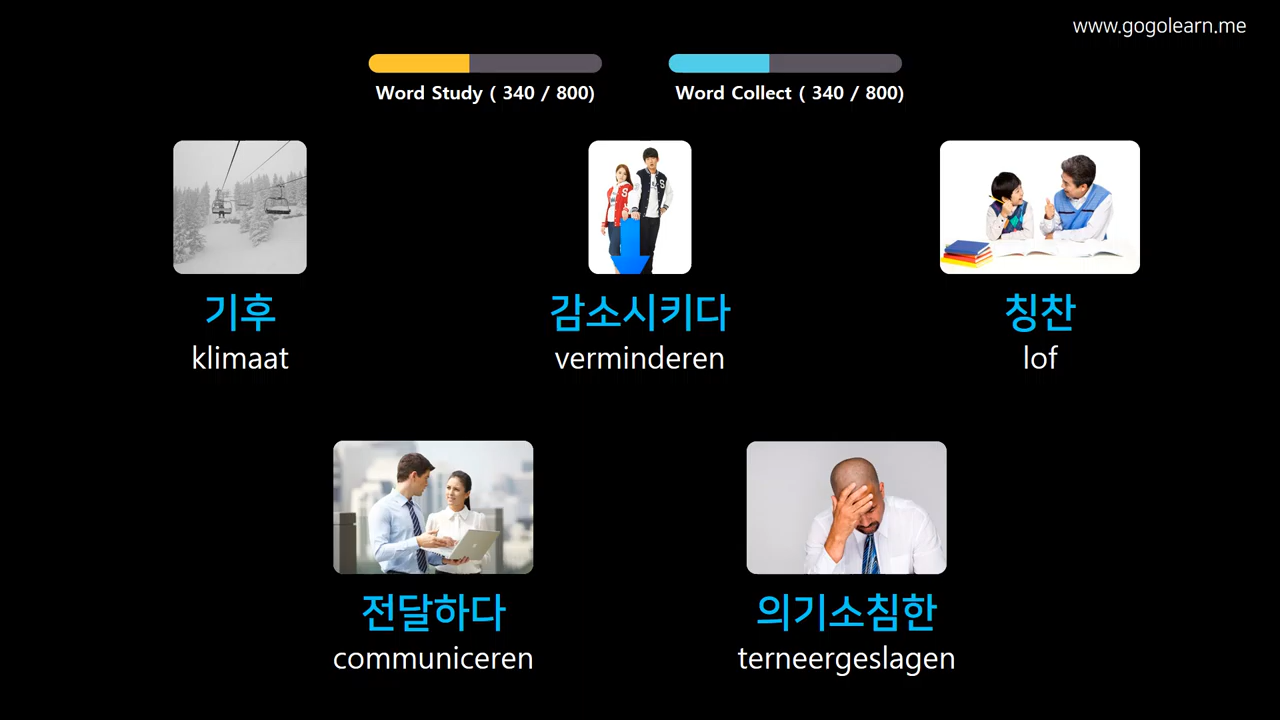 www.gogolearn.me
Word Study ( 340 / 800)
Word Collect ( 340 / 800)
기후
klimaat
감소시키다
verminderen
칭찬
lof
전달하다
communiceren
의기소침한
terneergeslagen